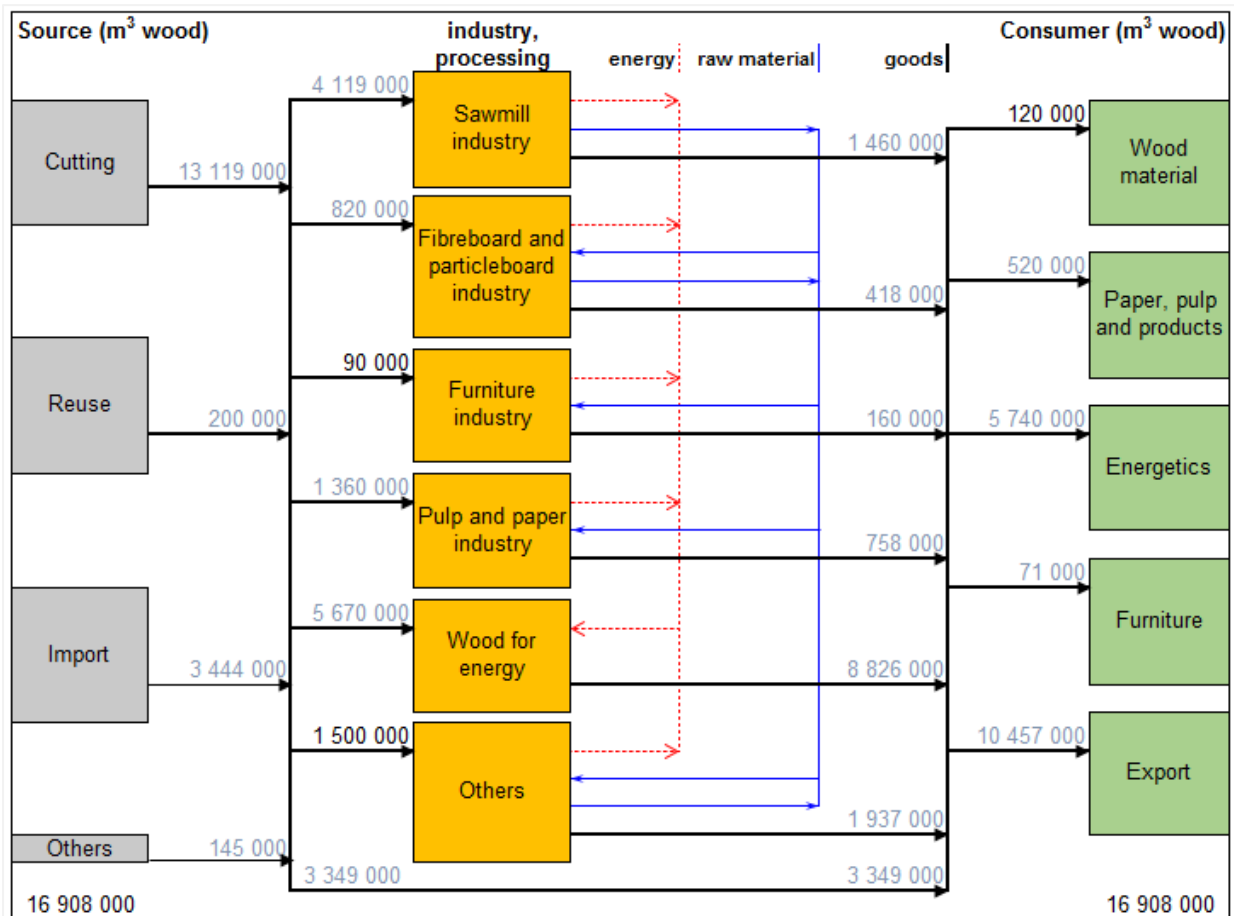 Source (m³ wood)
industry,
processing
energy
raw material
goods
Consumer (m³ wood)
Cutting
13 119 000
Reuse
200 000
Import
3 444 000
Others
145 000
16 908 000
4 119 000
Sawmill
industry
820 000
Fibreboard and
particleboard
industry
90 000
Furniture
industry
1 360 000
Pulp and paper
industry
5 670 000
Wood for
energy
1 500 000
Others
3 349 000
1 460 000
418 000
160 000
758 000
8 826 000
1 937 000
3 349 000
120 000
Wood
material
520 000
Paper, pulp
and products
5 740 000
Energetics
71 000
Furniture
10 457 000
Export
16 908 000